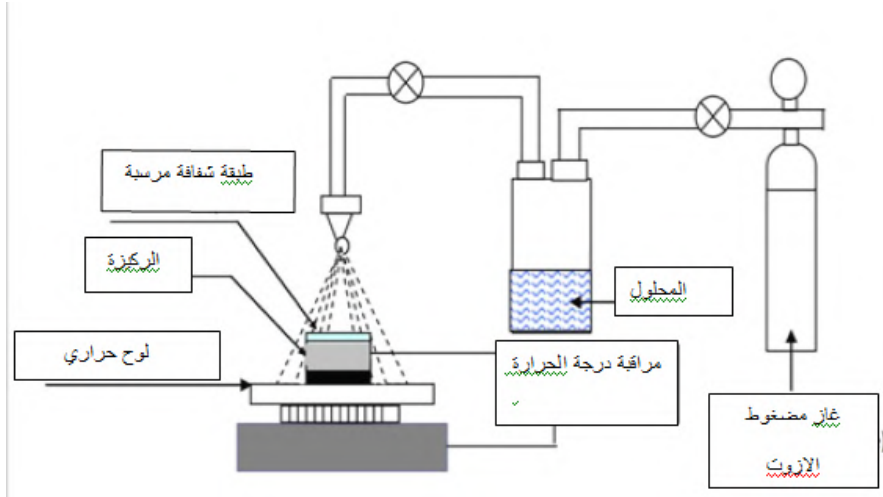 طبقة شفافة مرسبة
الركيزة
لوح حراري
المحلول
مراقبة درجة الحرارة
غاز مضغوط
الازوت